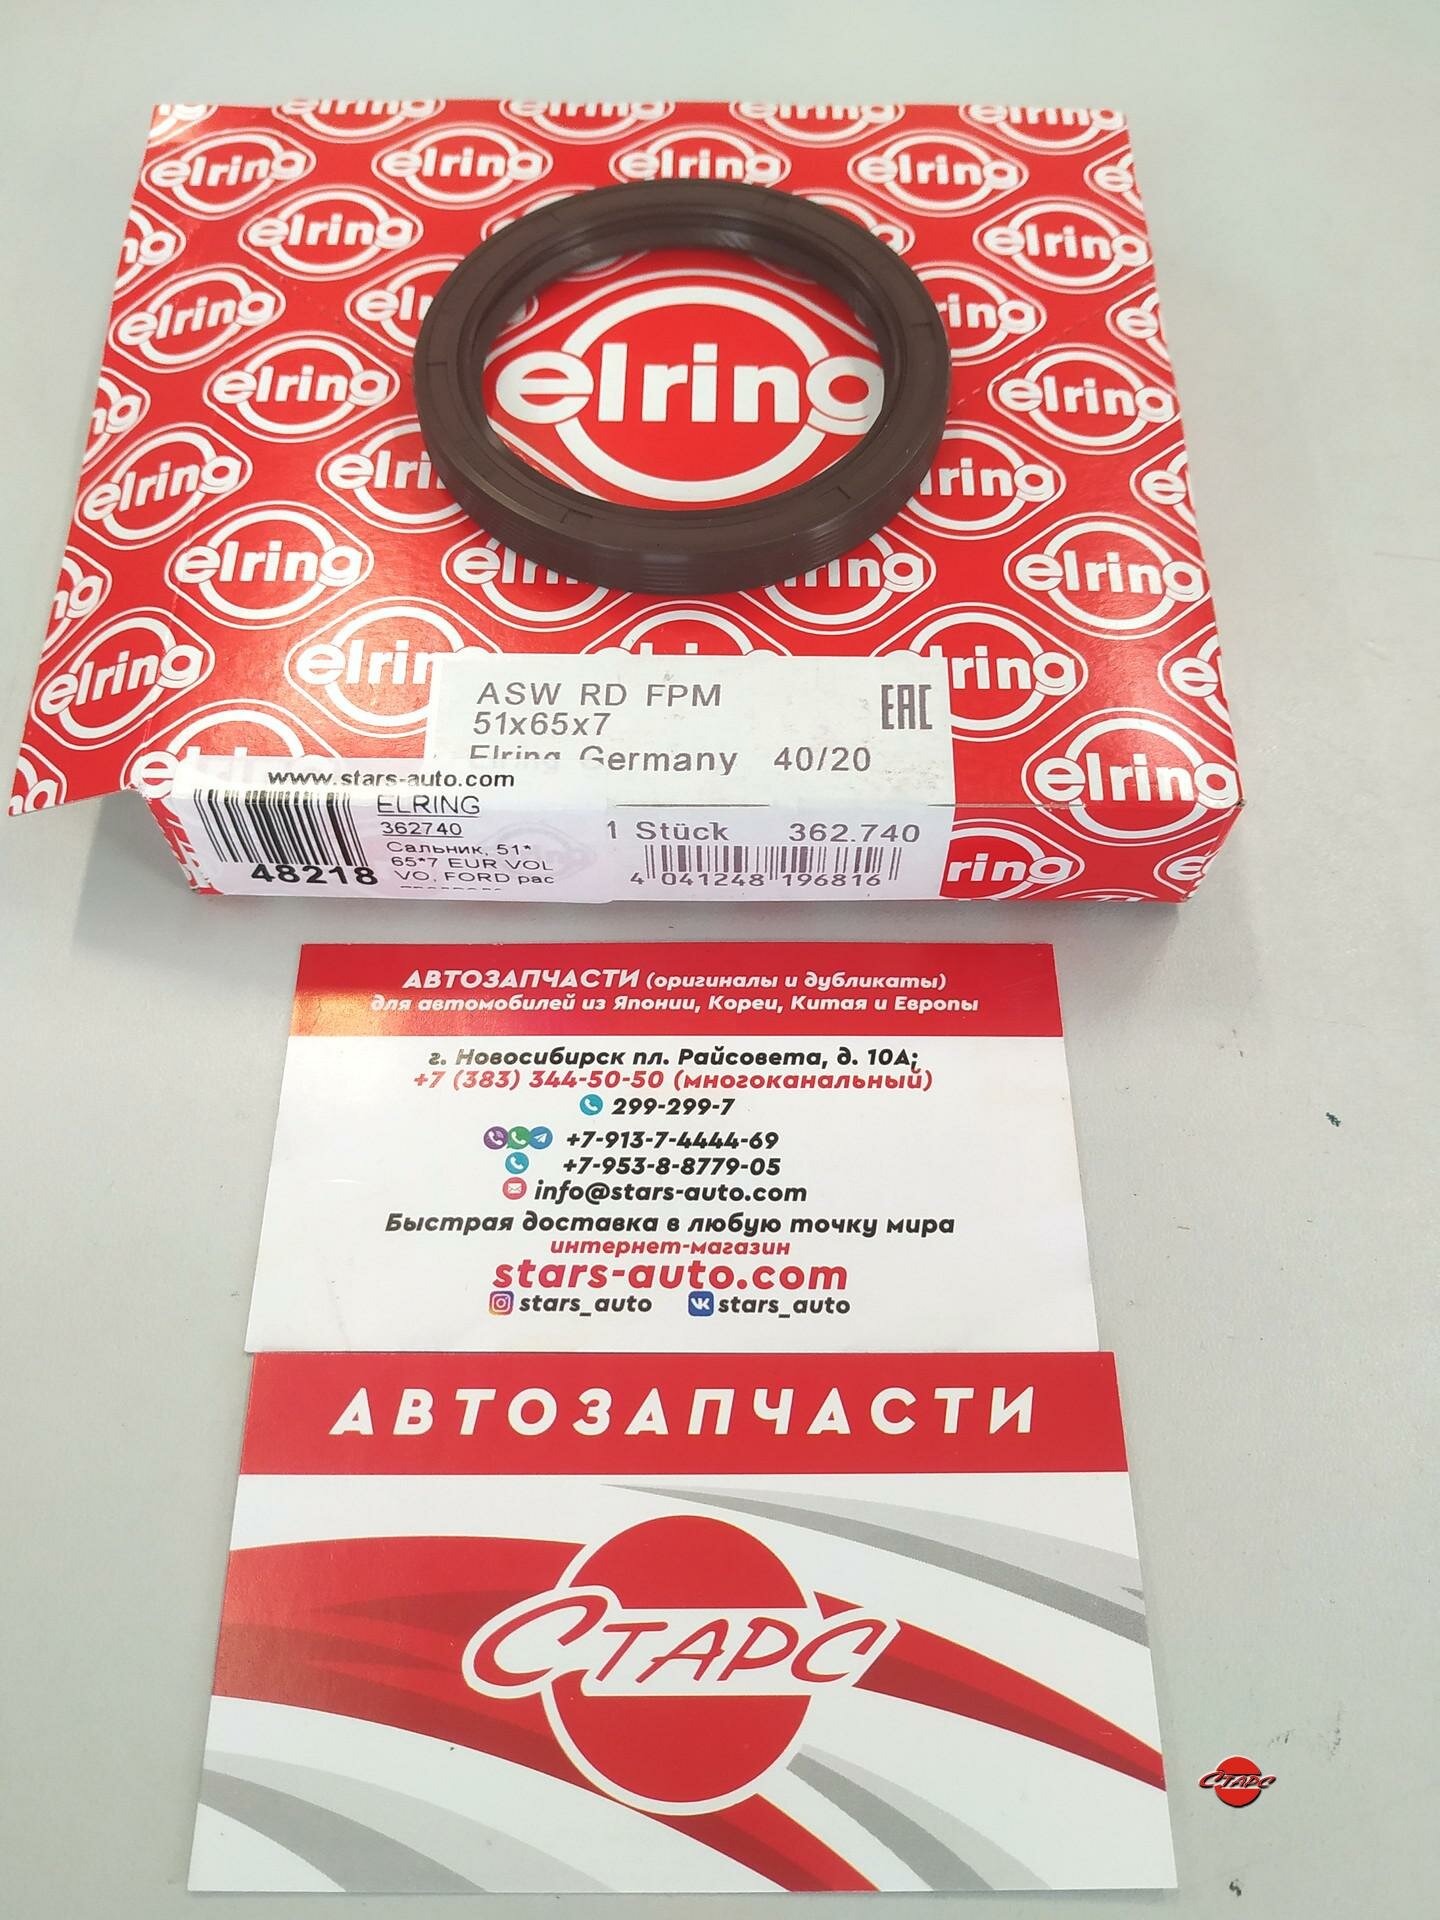 elring
ASW RD FPM
51x65x7
Elring Germany 40/20
EAC
www.stars-auto.com
ELRING
362740
Сальник, 51*
65*7 EUR VOL
VO, FORD рас
48218
1 Stück 362.740
4 041248 196816
АВТОЗАПЧАСТИ (оригиналы и дубликаты)
для автомобилей из Японии, Кореи, Китая и Европы
г. Новосибирск пл. Райсовета, д. 10А;
+7 (383) 344-50-50 (многоканальный)
299-299-7
+7-913-7-4444-69
+7-953-8-8779-05
info@stars-auto.com
Быстрая доставка в любую точку мира
интернет-магазин
stars-auto.com
stars_auto stars_auto
АВТОЗАПЧАСТИ
СТАРС
СТАРС